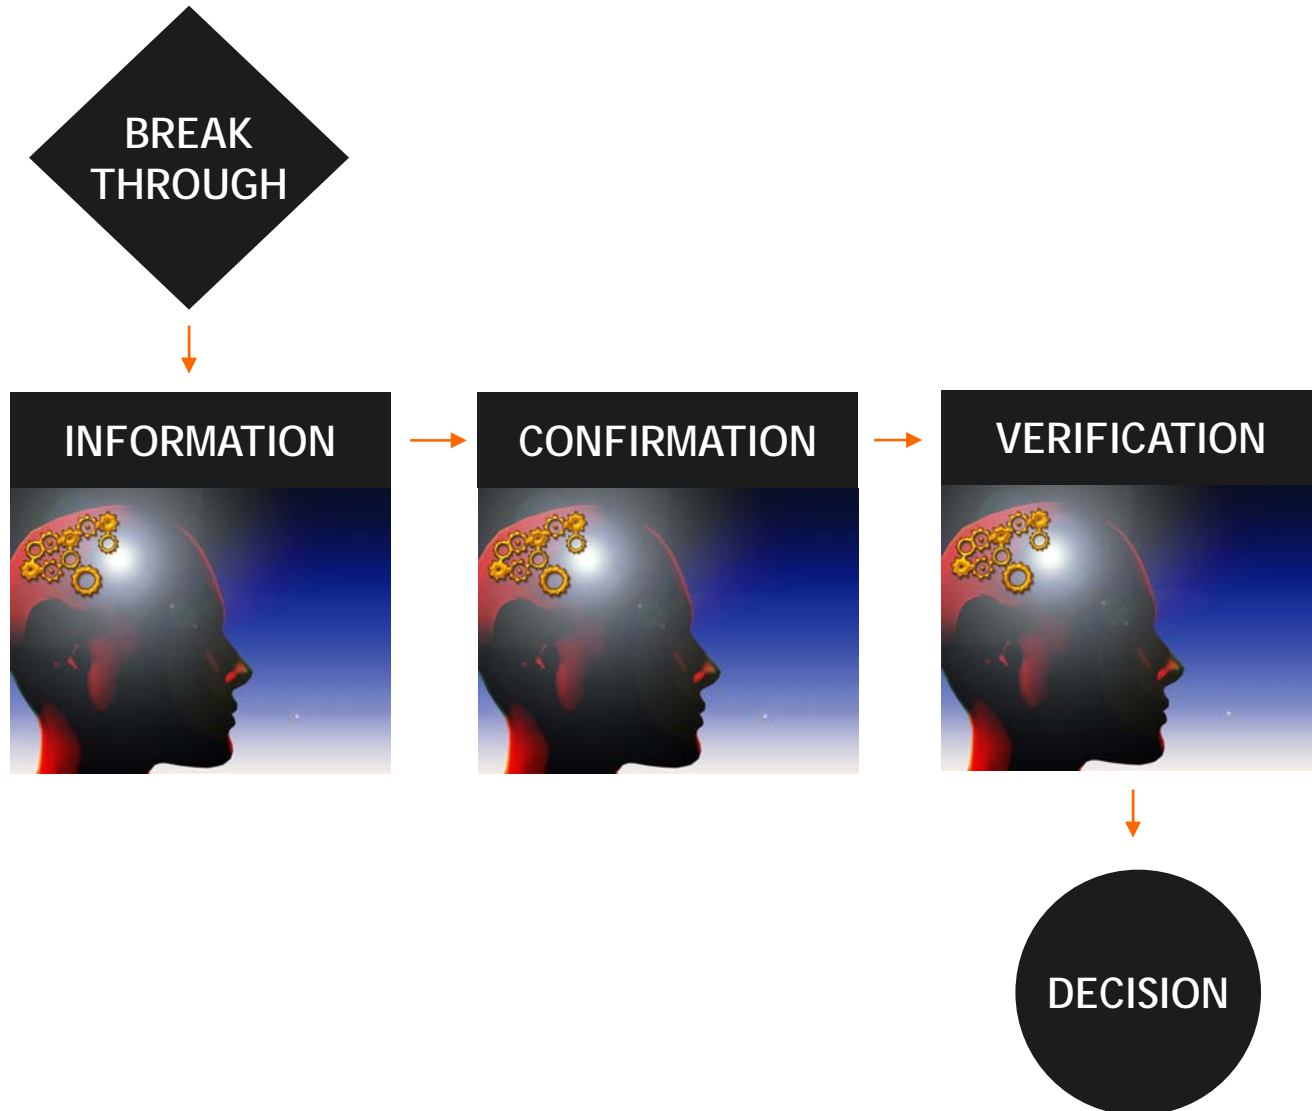 BREAK
THROUGH
INFORMATION
CONFIRMATION
VERIFICATION
DECISION